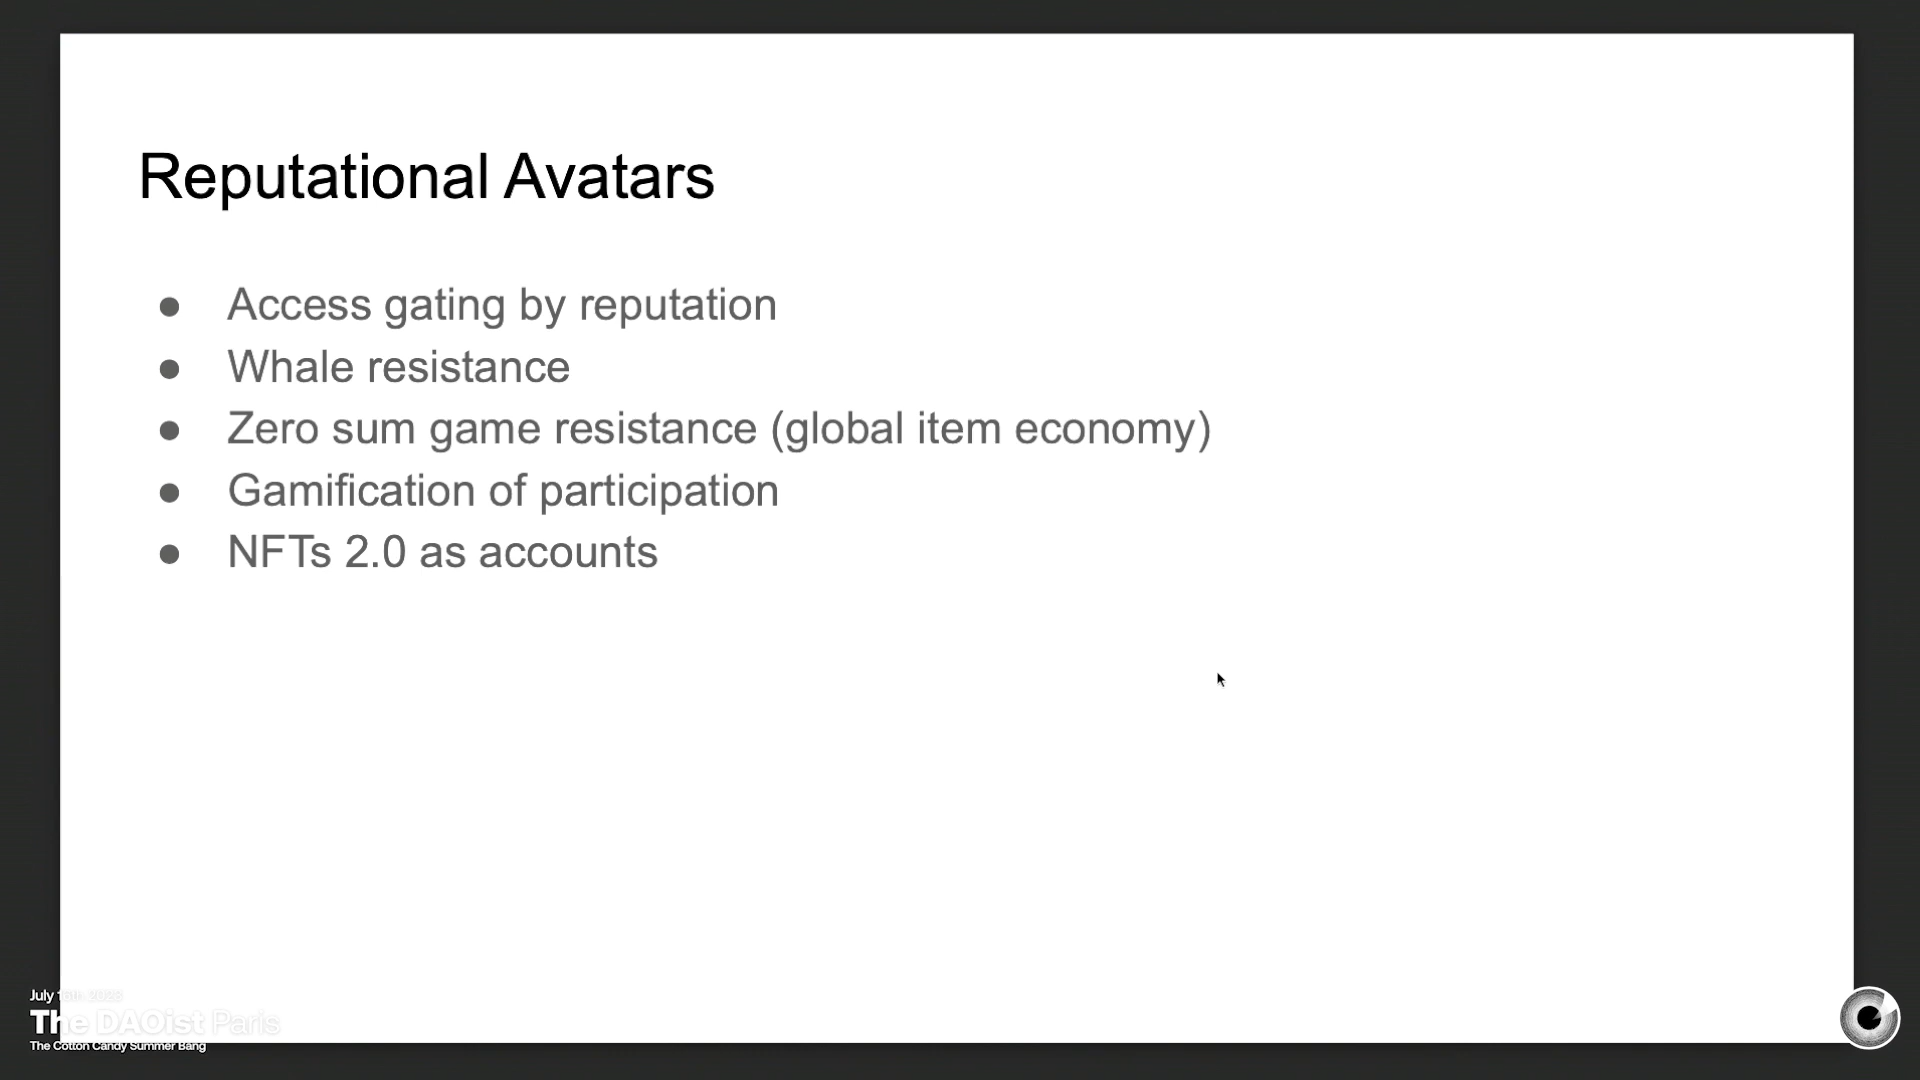 Reputational Avatars
● Access gating by reputation
● Whale resistance
● Zero sum game resistance (global item economy)
● Gamification of participation
● NFTs 2.0 as accounts
July 2023
The DAOist Paris
The Cotton Candy Summer Bang